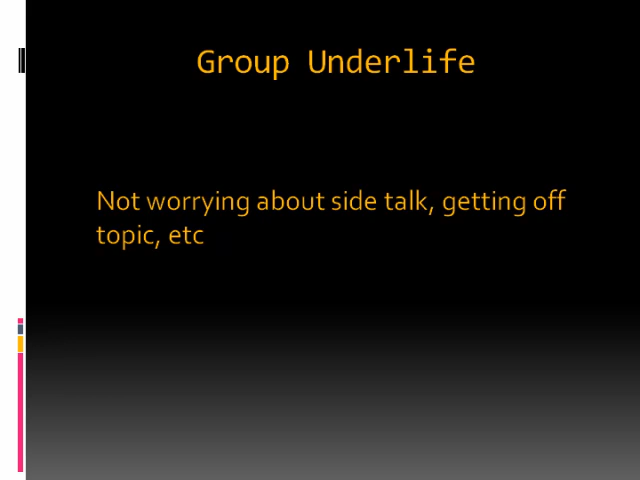 Group Underlife
Not worrying about side talk, getting off
topic, etc